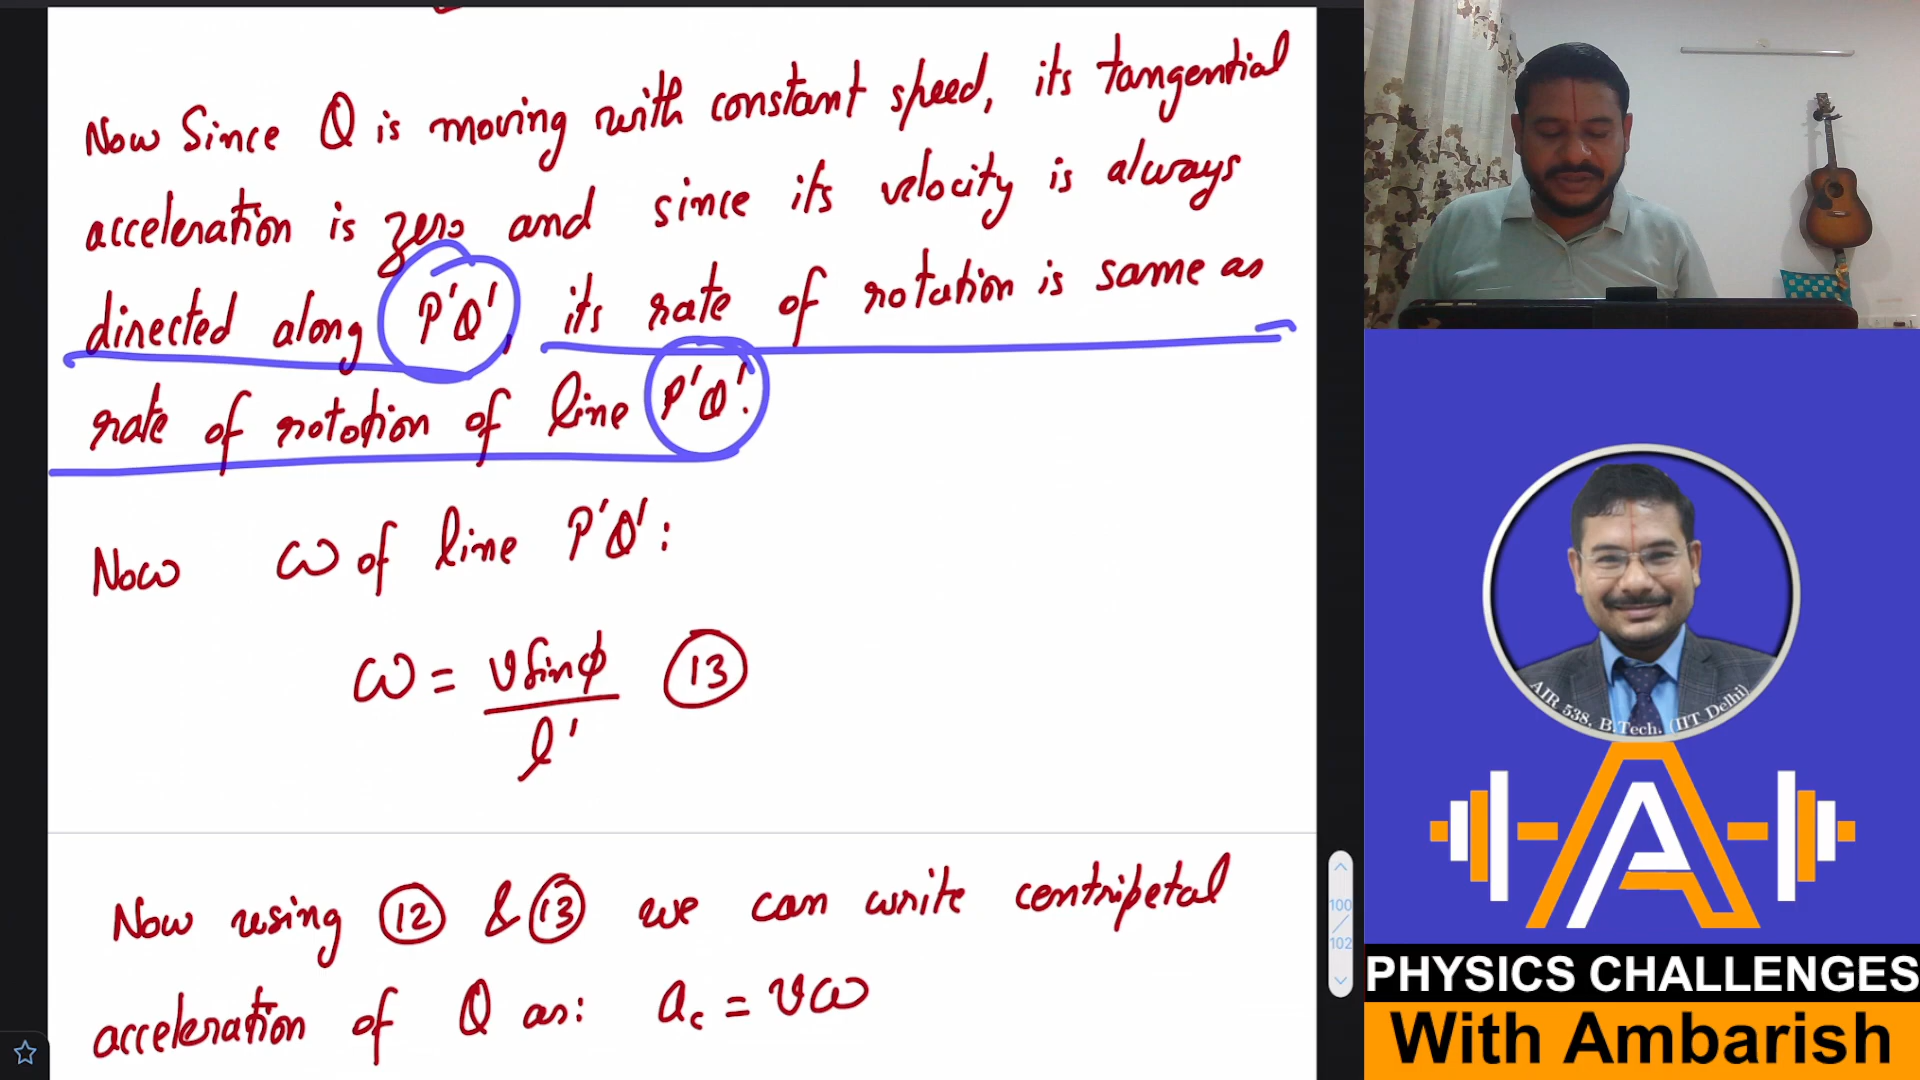 Now Since Q is moving with constant speed, its tangential
acceleration is zero and since its velocity is always
directed along P'Q', its rate of rotation is same as
rate of rotation of line P'Q'.
Now ω of line P'Q':
ω = v sinφ / l' 13
Now using 12 & 13 we can write centripetal
acceleration of Q as: a_c = vω
100
/
102
AIR 538, B.Tech. (IIT Delhi)
A
PHYSICS CHALLENGES
With Ambarish